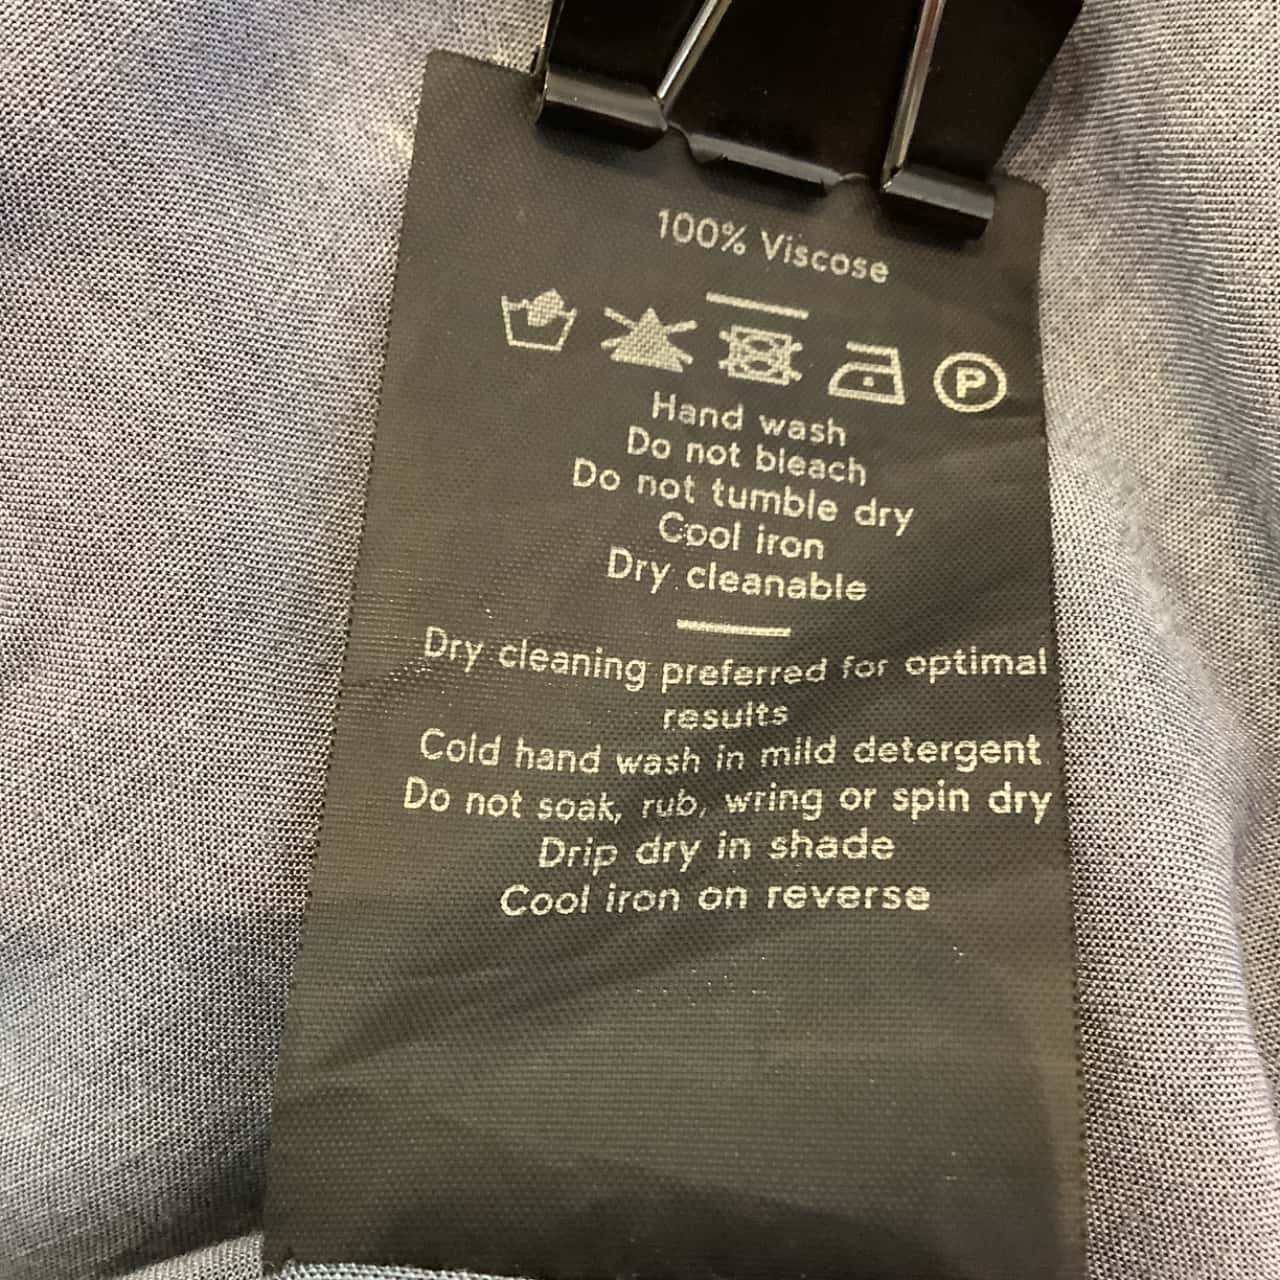 100% Viscose
P
Hand wash
Do not bleach
Do not tumble dry
Cool iron
Dry cleanable
Dry cleaning preferred for optimal
results
Cold hand wash in mild detergent
Do not soak, rub, wring or spin dry
Drip dry in shade
Cool iron on reverse